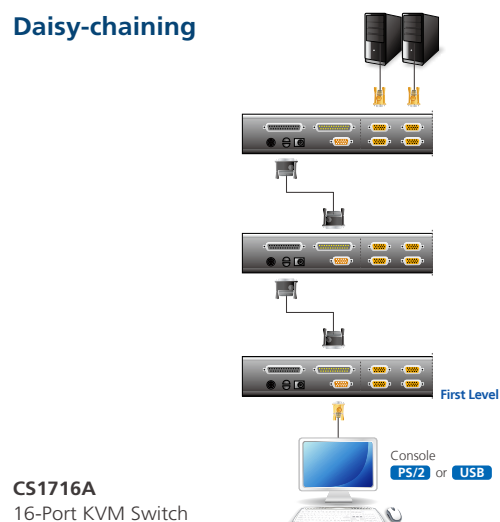 Daisy-chaining
First Level
Console
PS/2 or USB
CS1716A
16-Port KVM Switch